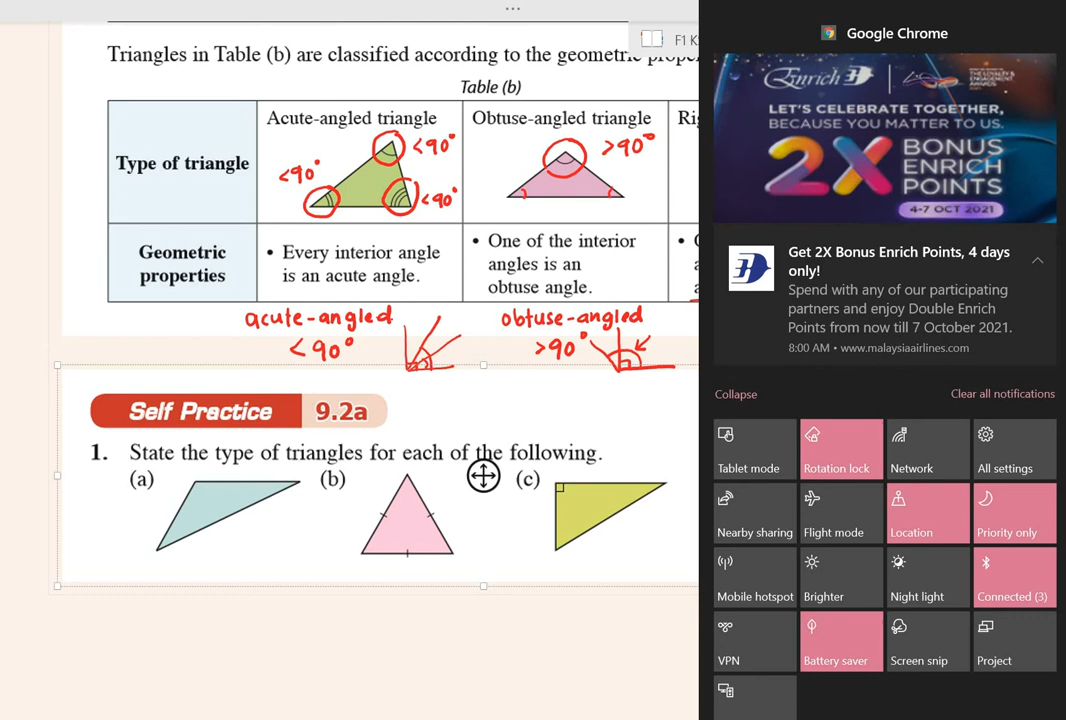 F1 K
Triangles in Table (b) are classified according to the geometric
Table (b)
Type of triangle
Acute-angled triangle
<90°
<90°
<90°
Obtuse-angled triangle
>90°
Geometric
properties
• Every interior angle
is an acute angle.
• One of the interior
angles is an
obtuse angle.
acute-angled
<90°
obtuse-angled
>90°
Self Practice 9.2a
1. State the type of triangles for each of the following.
(a) (b) (c)
Google Chrome
Enrich
LET'S CELEBRATE TOGETHER,
BECAUSE YOU MATTER TO US.
2X BONUS
ENRICH
POINTS
4-7 OCT 2021
Get 2X Bonus Enrich Points, 4 days
only!
Spend with any of our participating
partners and enjoy Double Enrich
Points from now till 7 October 2021.
8:00 AM • www.malaysiaairlines.com
Collapse Clear all notifications
Tablet mode Rotation lock Network All settings
Nearby sharing Flight mode Location Priority only
Mobile hotspot Brighter Night light Connected (3)
VPN Battery saver Screen snip Project